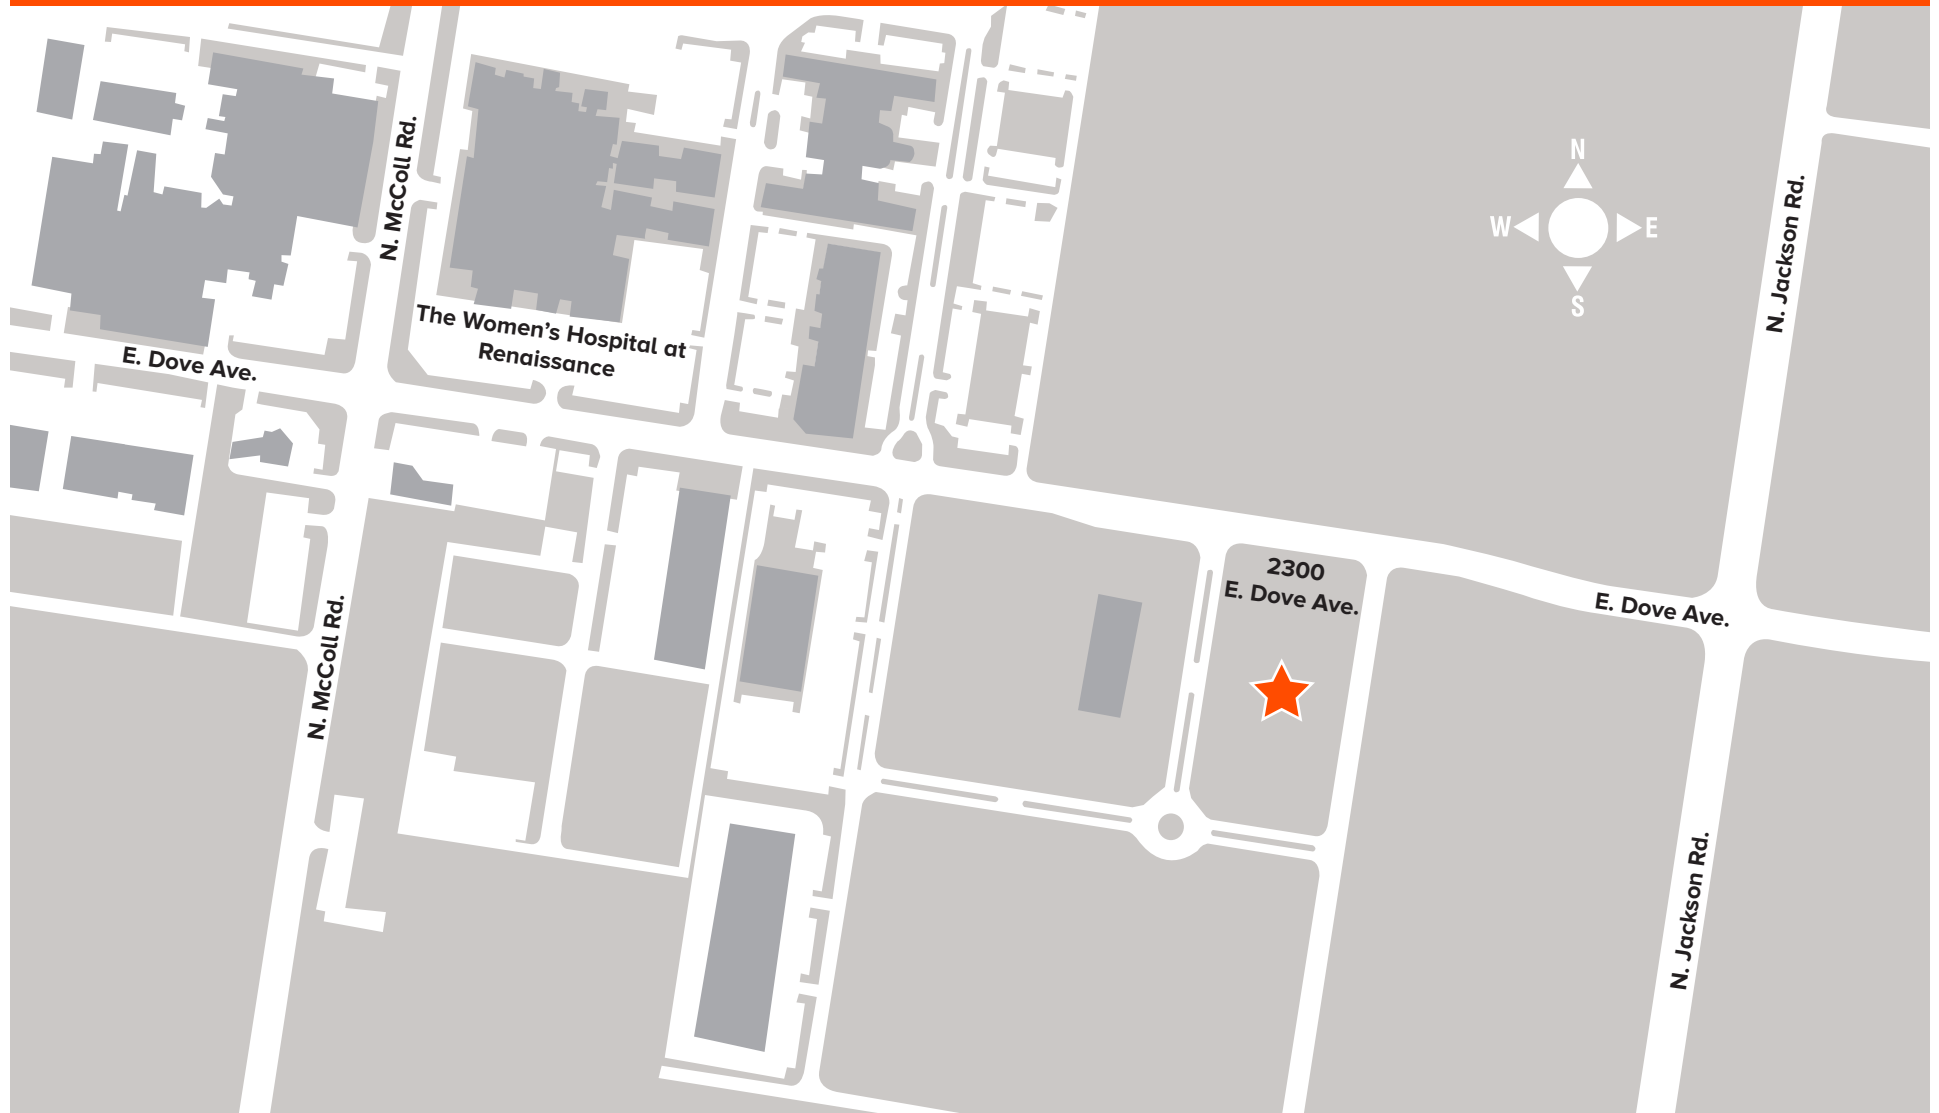 N. McColl Rd.
N
W
E
S
N. Jackson Rd.
The Women’s Hospital at
Renaissance
E. Dove Ave.
2300
E. Dove Ave.
E. Dove Ave.
N. McColl Rd.
N. Jackson Rd.